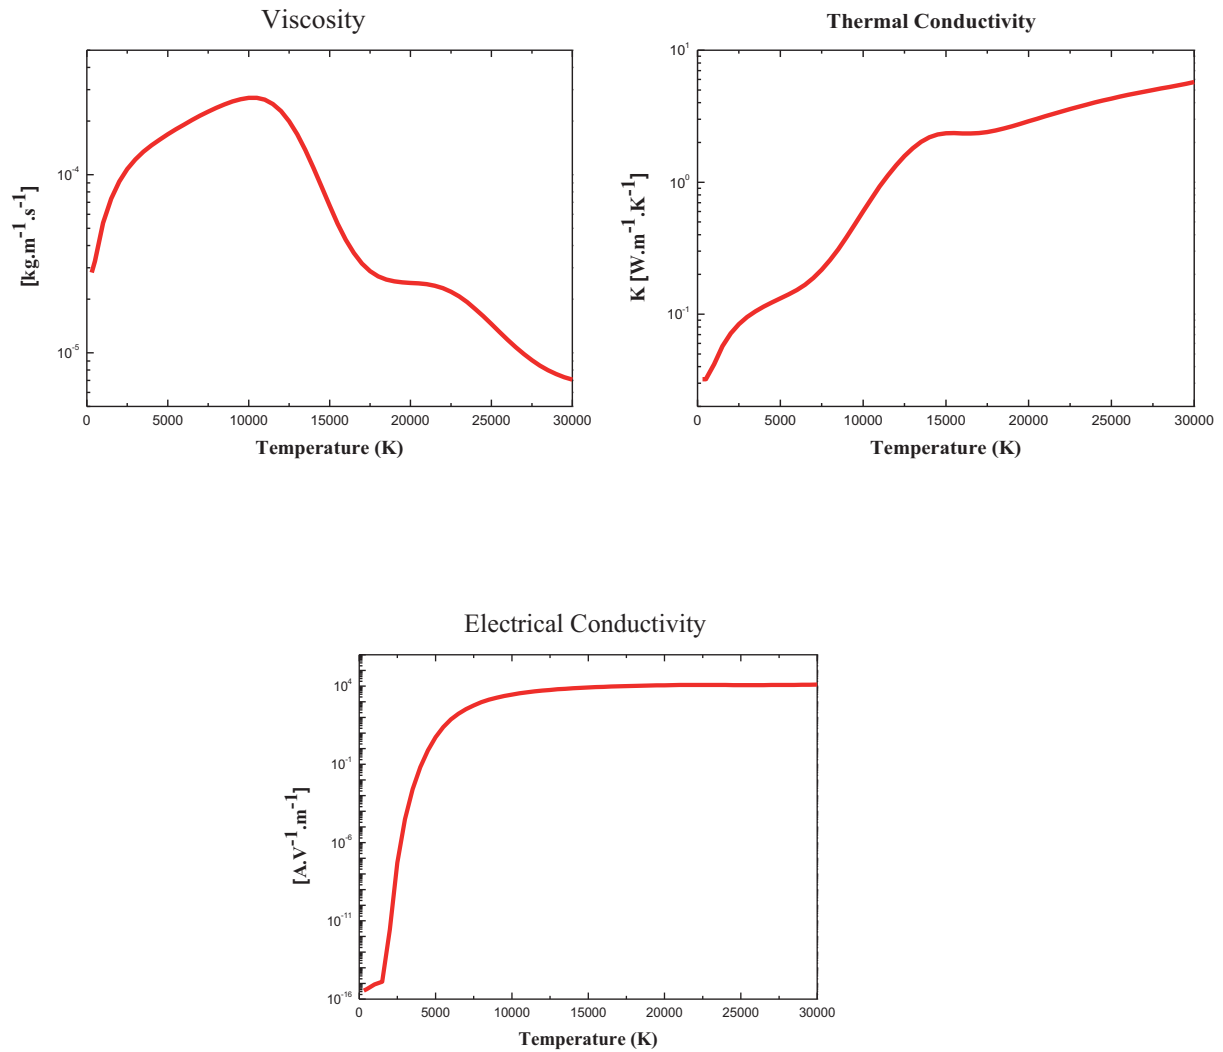 Viscosity
[kg.m-1.s-1]
10-4
10-5
0 5000 10000 15000 20000 25000 30000
Temperature (K)
Thermal Conductivity
K [W.m-1.K-1]
101
100
10-1
0 5000 10000 15000 20000 25000 30000
Temperature (K)
Electrical Conductivity
[A.V-1.m-1]
104
10-1
10-6
10-11
10-16
0 5000 10000 15000 20000 25000 30000
Temperature (K)